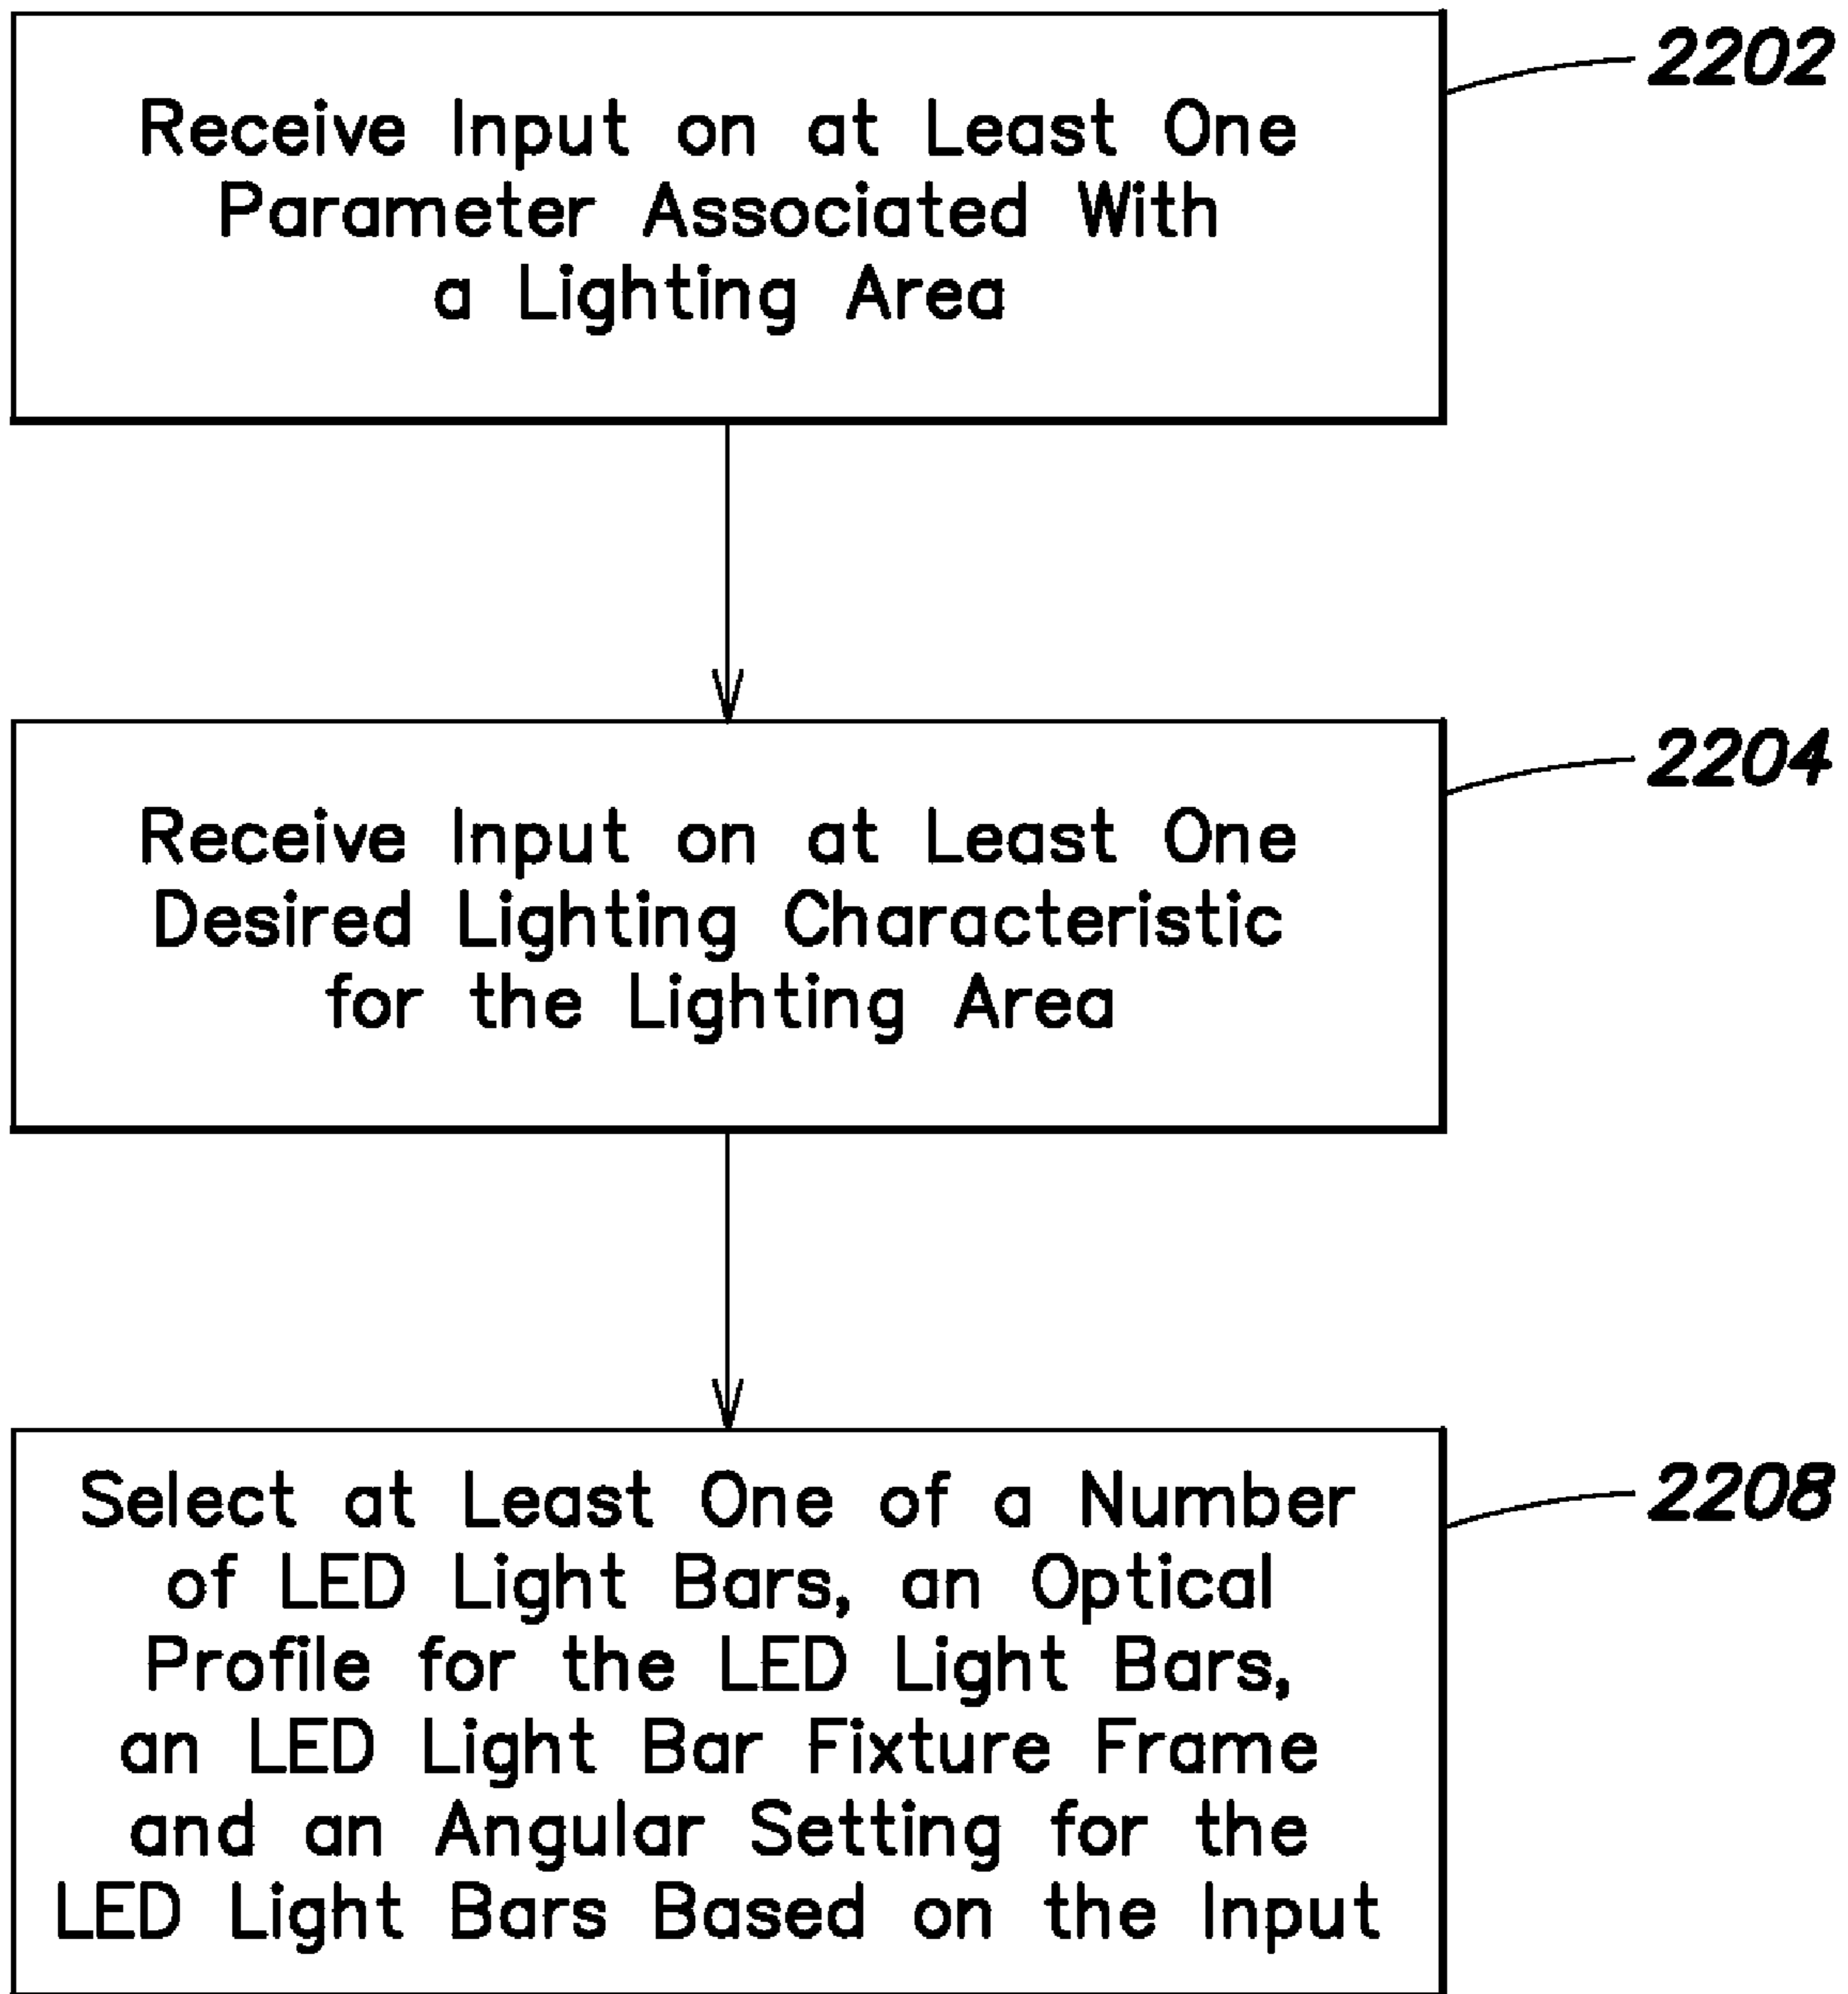 2202
Receive Input on at Least One
Parameter Associated With
a Lighting Area
2204
Receive Input on at Least One
Desired Lighting Characteristic
for the Lighting Area
2208
Select at Least One of a Number
of LED Light Bars, an Optical
Profile for the LED Light Bars,
an LED Light Bar Fixture Frame
and an Angular Setting for the
LED Light Bars Based on the Input